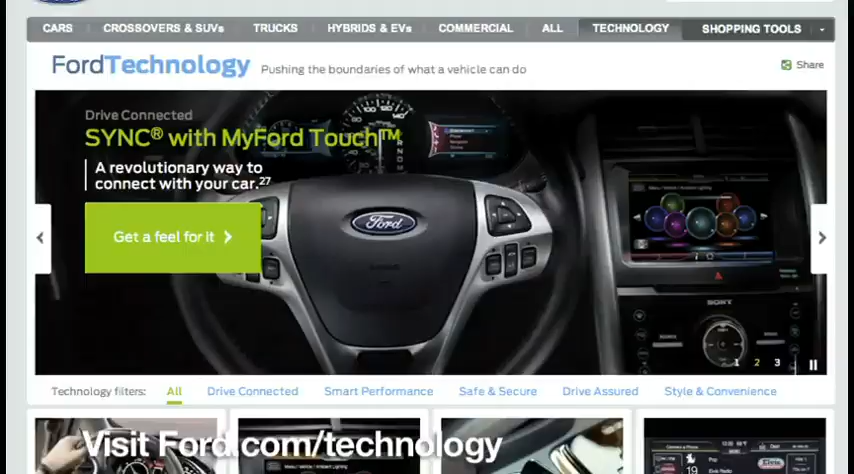 CARS CROSSOVERS & SUVs TRUCKS HYBRIDS & EVs COMMERCIAL ALL TECHNOLOGY SHOPPING TOOLS
FordTechnology Pushing the boundaries of what a vehicle can do Share
Drive Connected
SYNC® with MyFord Touch™
A revolutionary way to
connect with your car.27
Get a feel for it
Ford
SONY
1 2 3
Technology filters: All Drive Connected Smart Performance Safe & Secure Drive Assured Style & Convenience
Visit Ford.com/technology